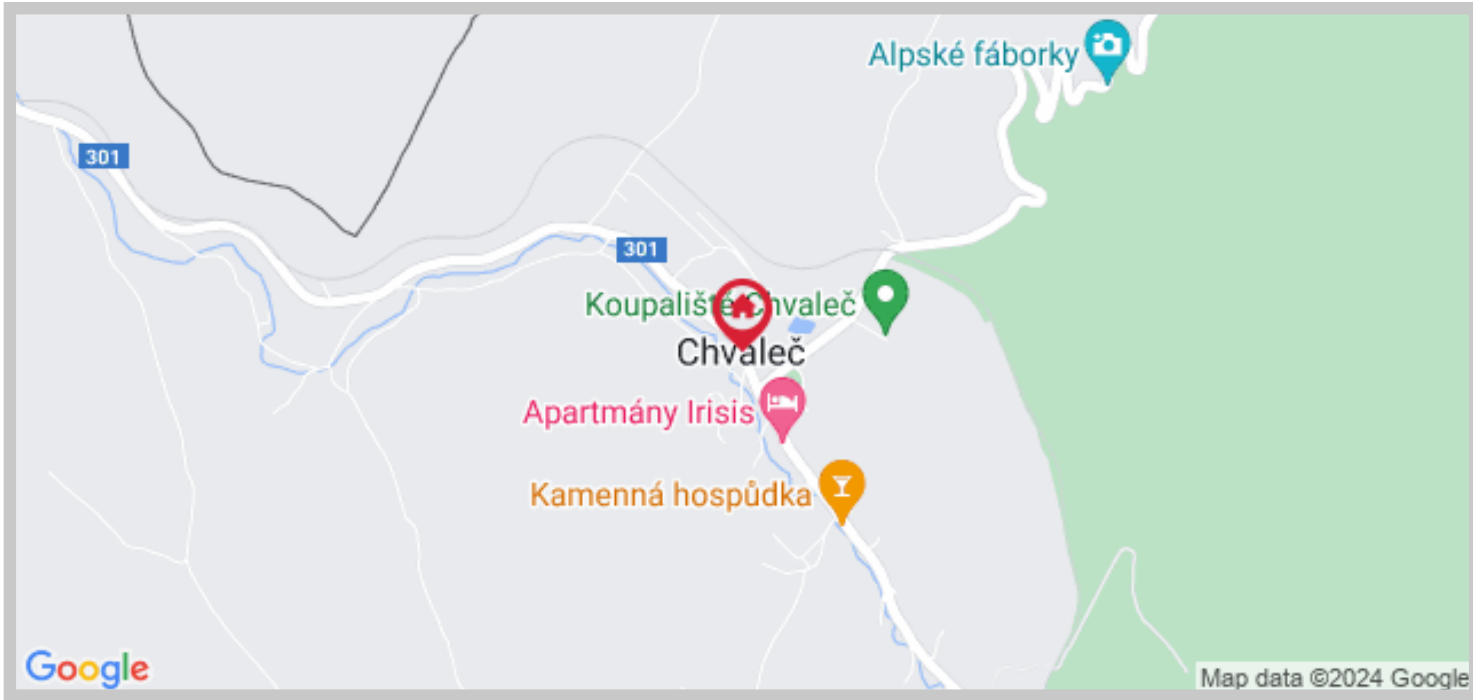 Alpské fáborky
301
301
Koupaliště Chvaleč
Chvaleč
Apartmány Irisis
Kamenná hospůdka
Google
Map data ©2024 Google